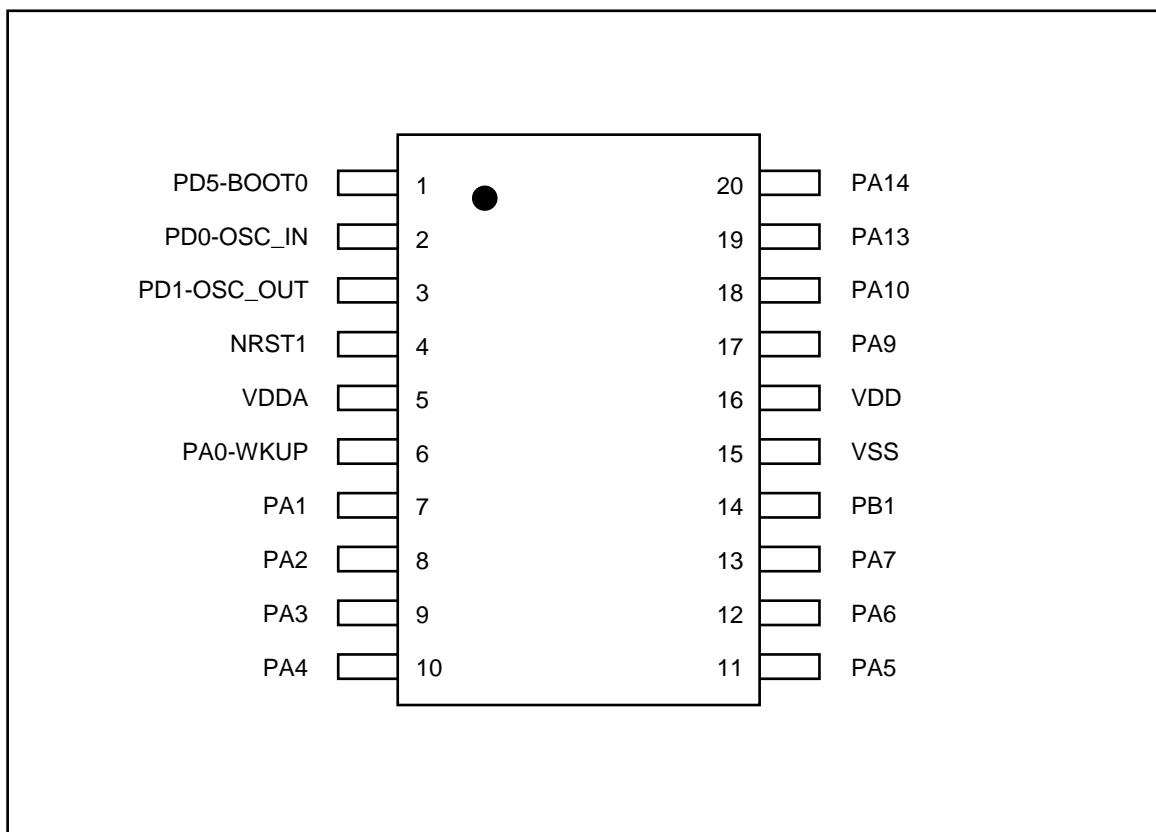 PD5-BOOT0 1 20 PA14
PD0-OSC_IN 2 19 PA13
PD1-OSC_OUT 3 18 PA10
NRST1 4 17 PA9
VDDA 5 16 VDD
PA0-WKUP 6 15 VSS
PA1 7 14 PB1
PA2 8 13 PA7
PA3 9 12 PA6
PA4 10 11 PA5